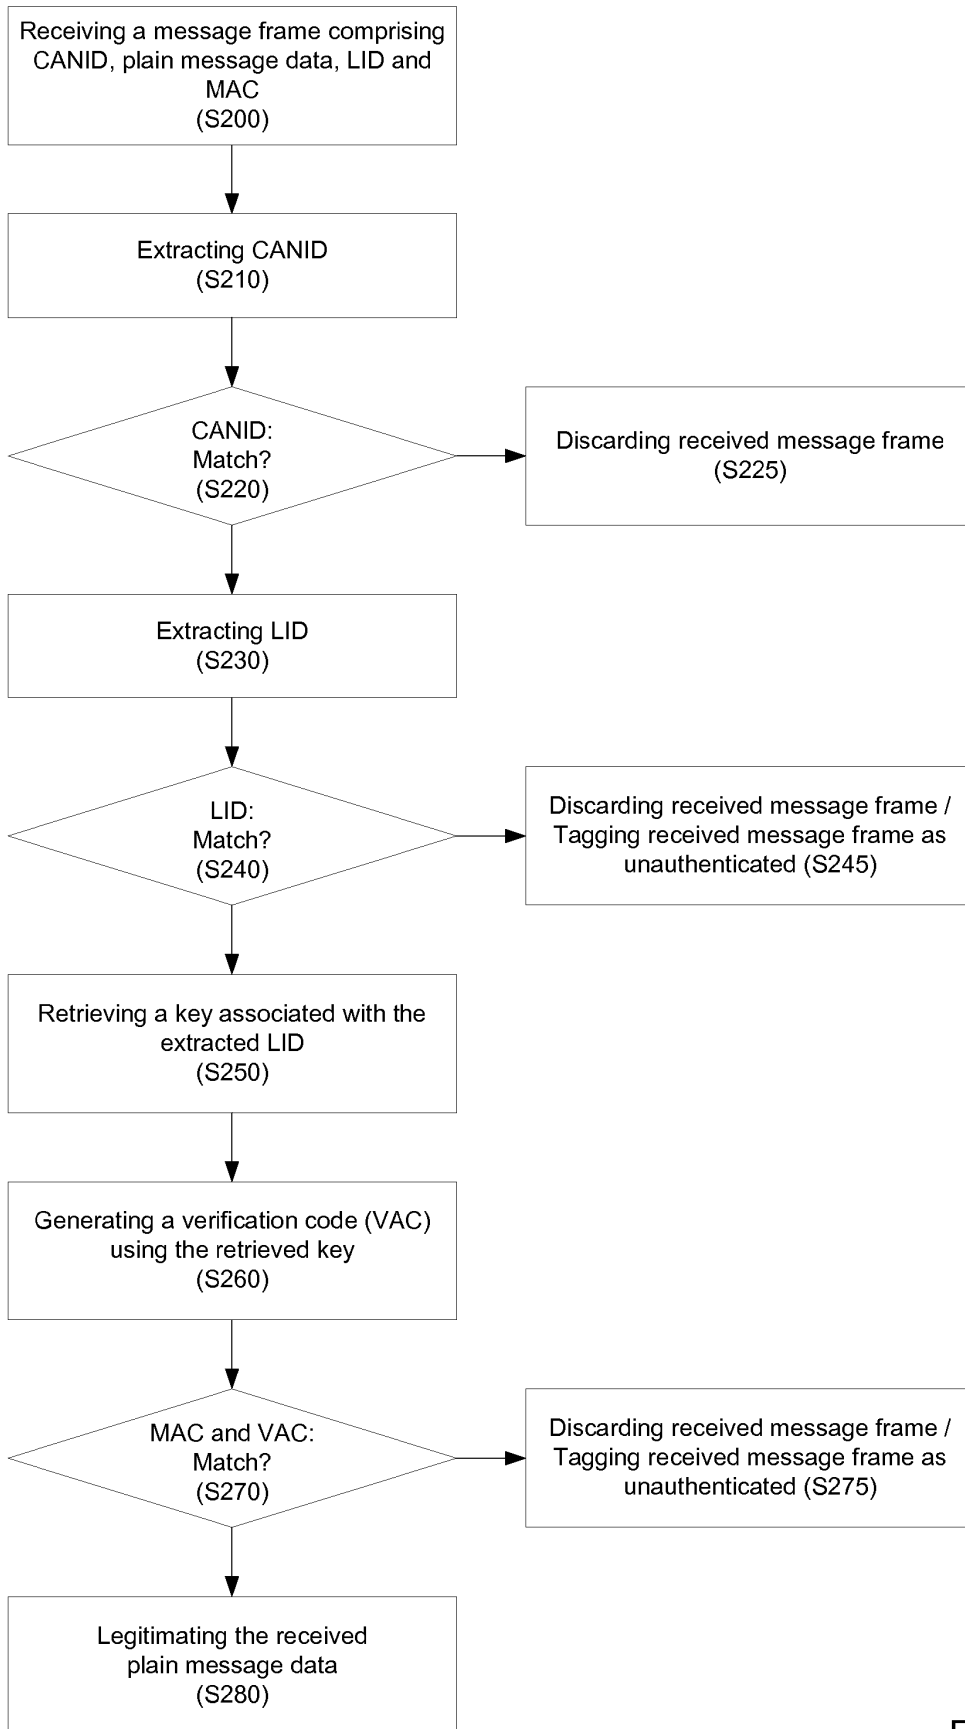 Receiving a message frame comprising
CANID, plain message data, LID and
MAC
(S200)
Extracting CANID
(S210)
CANID:
Match?
(S220)
Discarding received message frame
(S225)
Extracting LID
(S230)
LID:
Match?
(S240)
Discarding received message frame /
Tagging received message frame as
unauthenticated (S245)
Retrieving a key associated with the
extracted LID
(S250)
Generating a verification code (VAC)
using the retrieved key
(S260)
MAC and VAC:
Match?
(S270)
Discarding received message frame /
Tagging received message frame as
unauthenticated (S275)
Legitimating the received
plain message data
(S280)